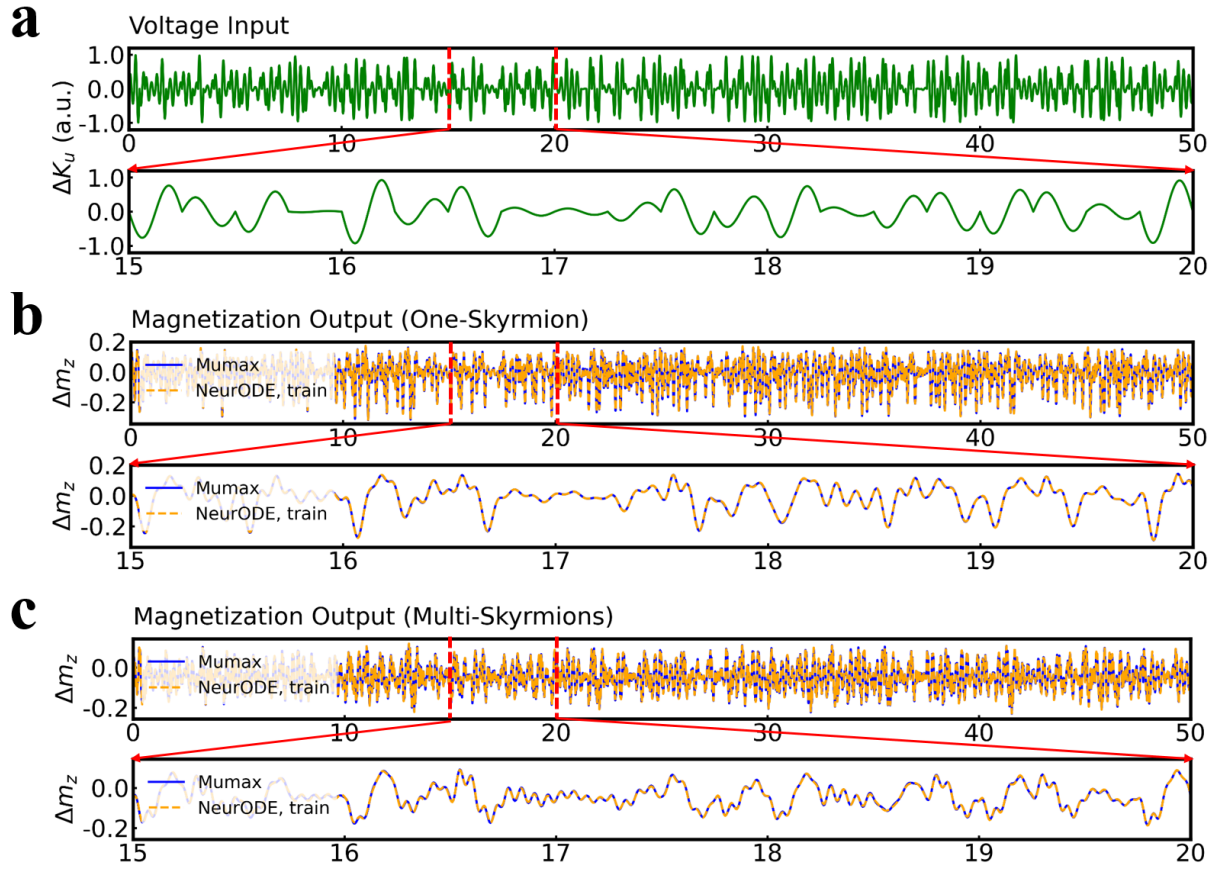 a
Voltage Input
ΔK_u (a.u.)
1.0
0.0
-1.0
0 10 20 30 40 50
1.0
0.0
-1.0
15 16 17 18 19 20
b
Magnetization Output (One-Skyrmion)
Δm_z
0.2
0.0
-0.2
Mumax
NeurODE, train
0 10 20 30 40 50
Δm_z
0.2
0.0
-0.2
Mumax
NeurODE, train
15 16 17 18 19 20
c
Magnetization Output (Multi-Skyrmions)
Δm_z
0.0
-0.2
Mumax
NeurODE, train
0 10 20 30 40 50
Δm_z
0.0
-0.2
Mumax
NeurODE, train
15 16 17 18 19 20